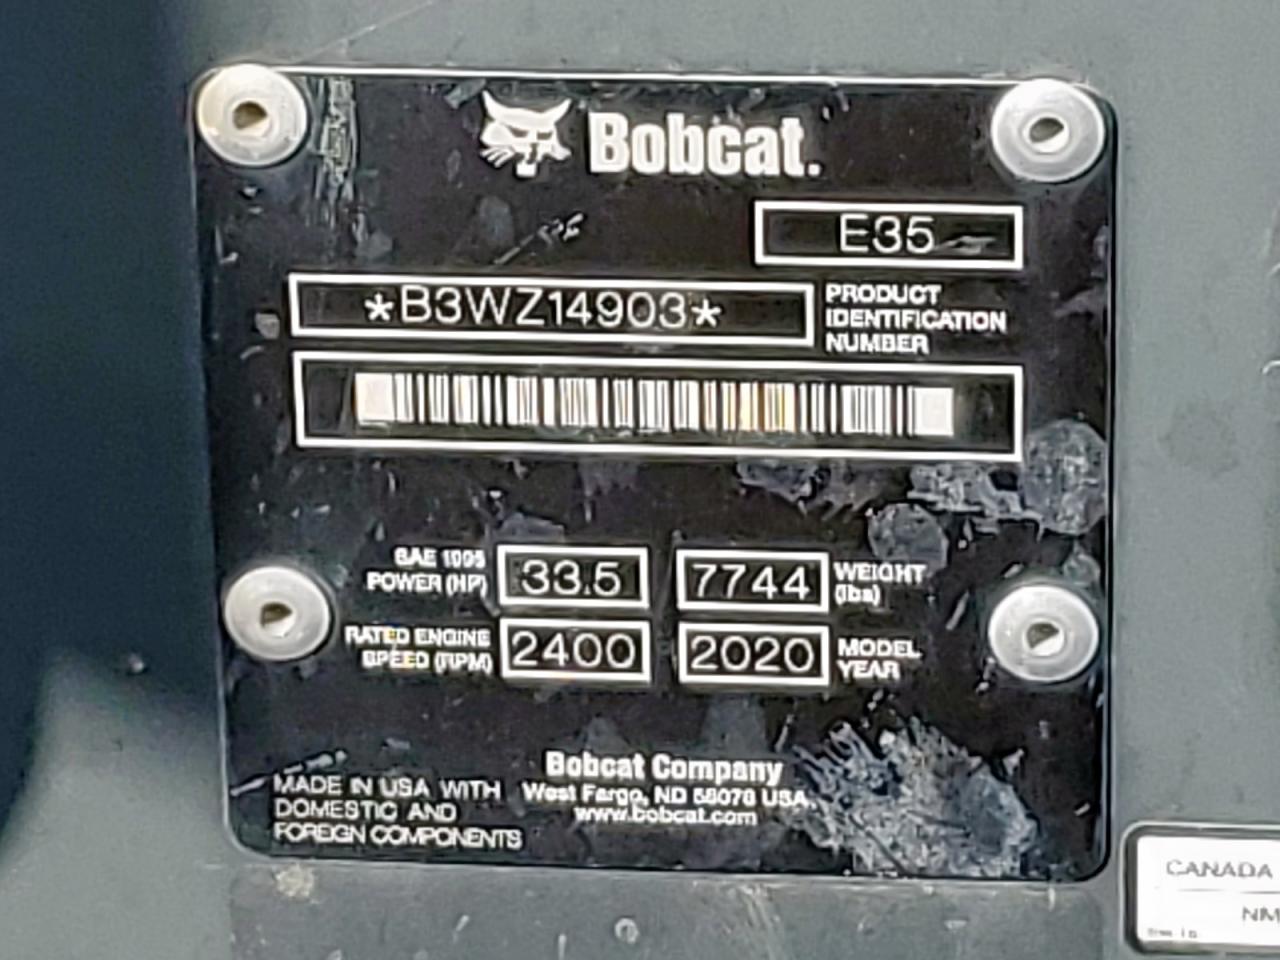 Bobcat.
E35
*B3WZ14903*
PRODUCT
IDENTIFICATION
NUMBER
SAE 1995
POWER (HP)
33.5
7744
WEIGHT
(lbs)
RATED ENGINE
SPEED (RPM)
2400
2020
MODEL
YEAR
Bobcat Company
West Fargo, ND 58078 USA
www.bobcat.com
MADE IN USA WITH
DOMESTIC AND
FOREIGN COMPONENTS
CANADA
NM